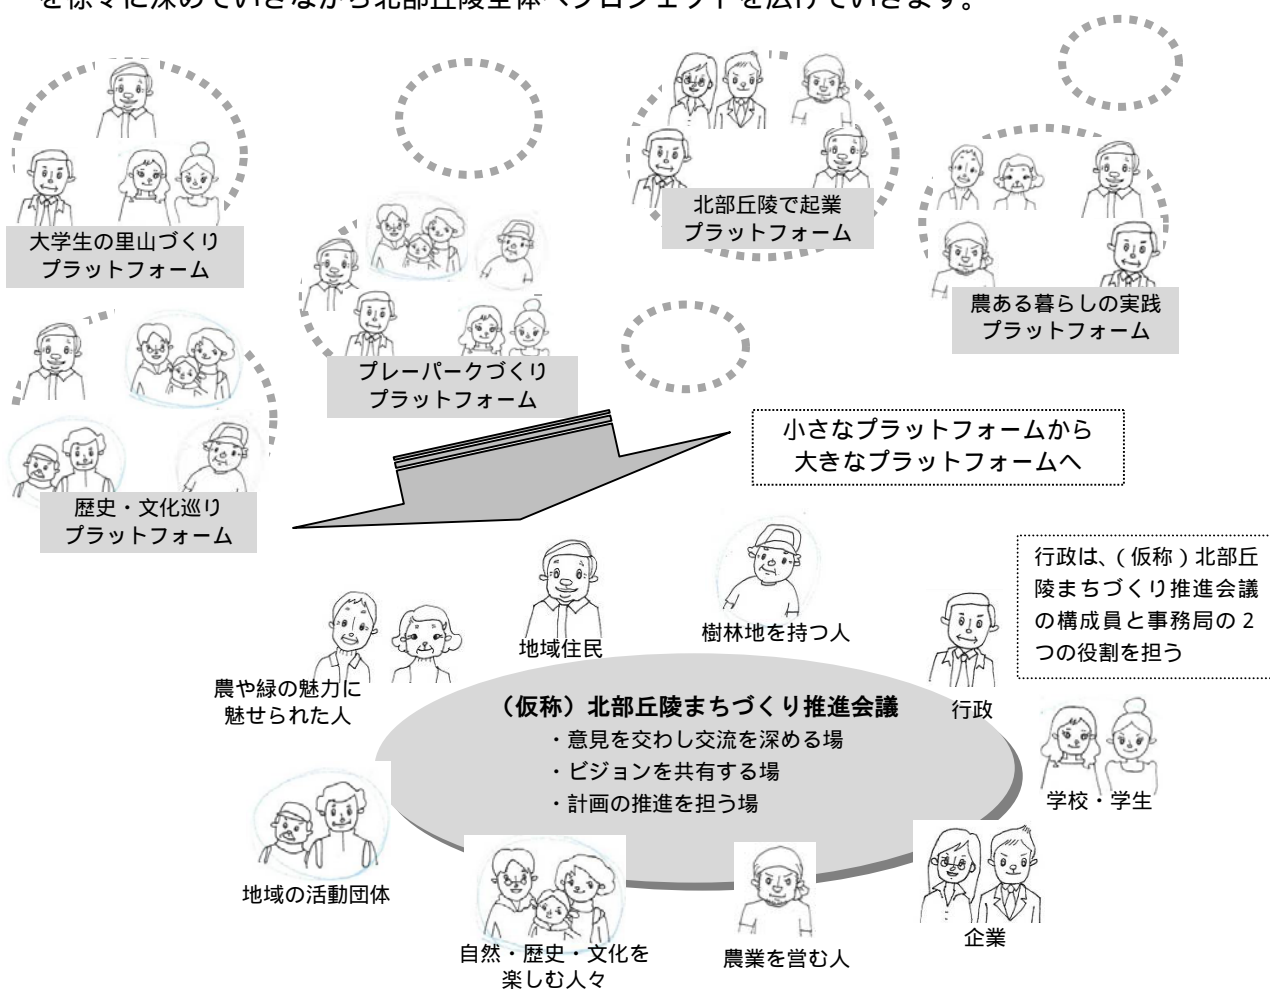 を徐々に深めていきながら北部丘陵全体へプロジェクトを広げていきます。
大学生の里山づくり
プラットフォーム
北部丘陵で起業
プラットフォーム
農ある暮らしの実践
プラットフォーム
プレーパークづくり
プラットフォーム
歴史・文化巡り
プラットフォーム
小さなプラットフォームから
大きなプラットフォームへ
行政は、（仮称）北部丘
陵まちづくり推進会議
の構成員と事務局の２
つの役割を担う
地域住民
樹林地を持つ人
農や緑の魅力に
魅せられた人
行政
（仮称）北部丘陵まちづくり推進会議
・意見を交わし交流を深める場
・ビジョンを共有する場
・計画の推進を担う場
学校・学生
地域の活動団体
自然・歴史・文化を
楽しむ人々
農業を営む人
企業